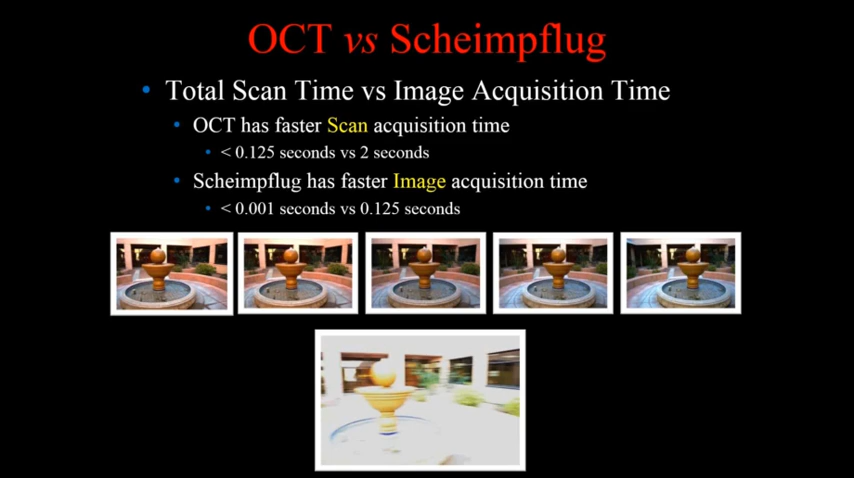 OCT vs Scheimpflug
• Total Scan Time vs Image Acquisition Time
• OCT has faster Scan acquisition time
• < 0.125 seconds vs 2 seconds
• Scheimpflug has faster Image acquisition time
• < 0.001 seconds vs 0.125 seconds